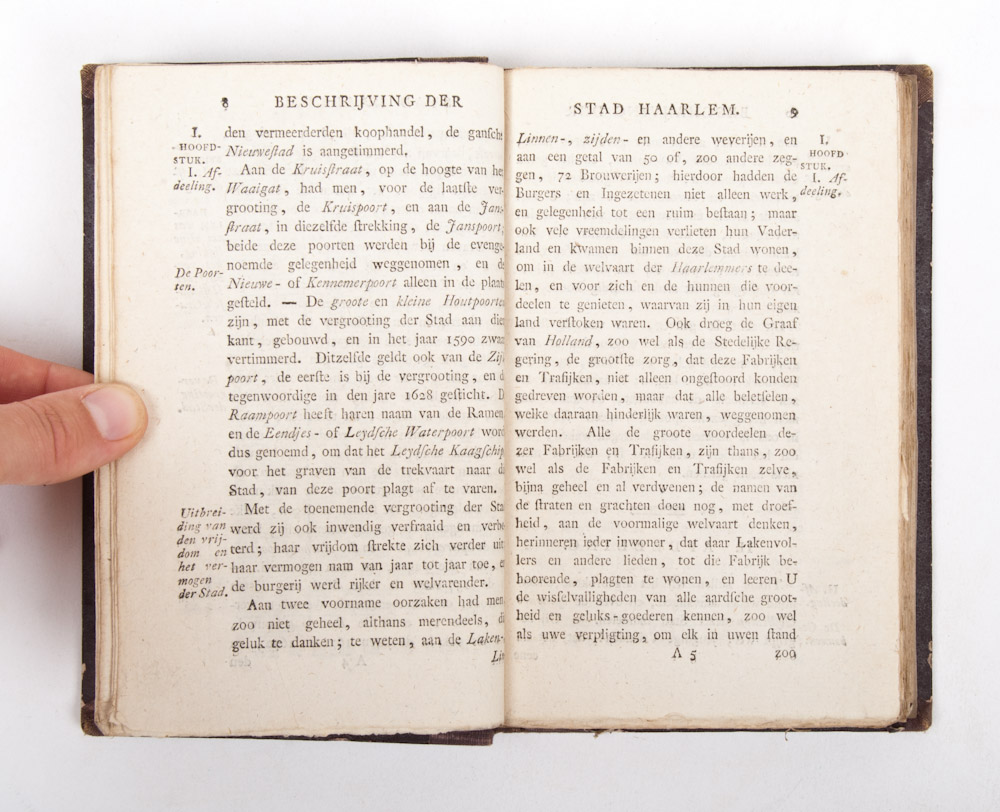 8 BESCHRIJVING DER
I.
HOOFD-
STUK.
I. Af-
deeling.
den vermeerderden koophandel, de ganſche
Nieuweſtad is aangetimmerd.
Aan de Kruisſtraat, op de hoogte van het
Waaigat, had men, voor de laatſte ver-
grooting, de Kruispoort, en aan de Jans-
ſtraat, in diezelfde ſtrekking, de Janspoort;
beide deze poorten werden bij de evenge-
noemde gelegenheid weggenomen, en de
De Poor-
ten.
Nieuwe- of Kennemerpoort alleen in de plaats
geſteld. — De groote en kleine Houtpoorten
zijn, met de vergrooting der Stad aan dien
kant, gebouwd, en in het jaar 1590 zwaar
vertimmerd. Ditzelfde geldt ook van de Zijl-
poort, de eerſte is bij de vergrooting, en de
tegenwoordige in den jare 1628 geſticht. De
Raampoort heeft haren naam van de Ramen,
en de Eendjes- of Leydſche Waterpoort word
dus genoemd, om dat het Leydſche Kaagſchip,
voor het graven van de trekvaart naar die
Stad, van deze poort plagt af te varen.
Uitbrei-
ding van
den vrij-
dom en
het ver-
mogen
der Stad.
Met de toenemende vergrooting der Stad
werd zij ook inwendig verfraaid en verbe-
terd; haar vrijdom ſtrekte zich verder uit,
haar vermogen nam van jaar tot jaar toe, en
de burgerij werd rijker en welvarender.
Aan twee voorname oorzaken had men,
zoo niet geheel, althans merendeels, dit
geluk te danken; te weten, aan de Laken-,
Lin-
STAD HAARLEM. 9
I.
HOOFD
STUK.
I. Af-
deeling.
Linnen-, zijden- en andere weverijen, en
aan een getal van 50 of, zoo andere zeg-
gen, 72 Brouwerijen; hierdoor hadden de
Burgers en Ingezetenen niet alleen werk,
en gelegenheid tot een ruim beſtaan; maar
ook vele vreemdelingen verlieten hun Vader-
land en kwamen binnen deze Stad wonen,
om in de welvaart der Haarlemmers te dee-
len, en voor zich en de hunnen die voor-
deelen te genieten, waarvan zij in hun eigen
land verſtoken waren. Ook droeg de Graaf
van Holland, zoo wel als de Stedelijke Re-
gering, de grootſte zorg, dat deze Fabrijken
en Trafijken, niet alleen ongeſtoord konden
gedreven worden, maar dat alle beletſelen,
welke daaraan hinderlijk waren, weggenomen
werden. Alle de groote voordeelen de-
zer Fabrijken en Trafijken, zijn thans, zoo
wel als de Fabrijken en Trafijken zelve,
bijna geheel en al verdwenen; de namen van
de ſtraten en grachten doen nog, met droef-
heid, aan de voormalige welvaart denken,
herinneren ieder inwoner, dat daar Lakenvol-
lers en andere lieden, tot die Fabrijk be-
hoorende, plagten te wonen, en leeren U
de wisſelvalligheden van alle aardſche groot-
heid en geluks-goederen kennen, zoo wel
als uwe verpligting, om elk in uwen ſtand
A 5 zoo